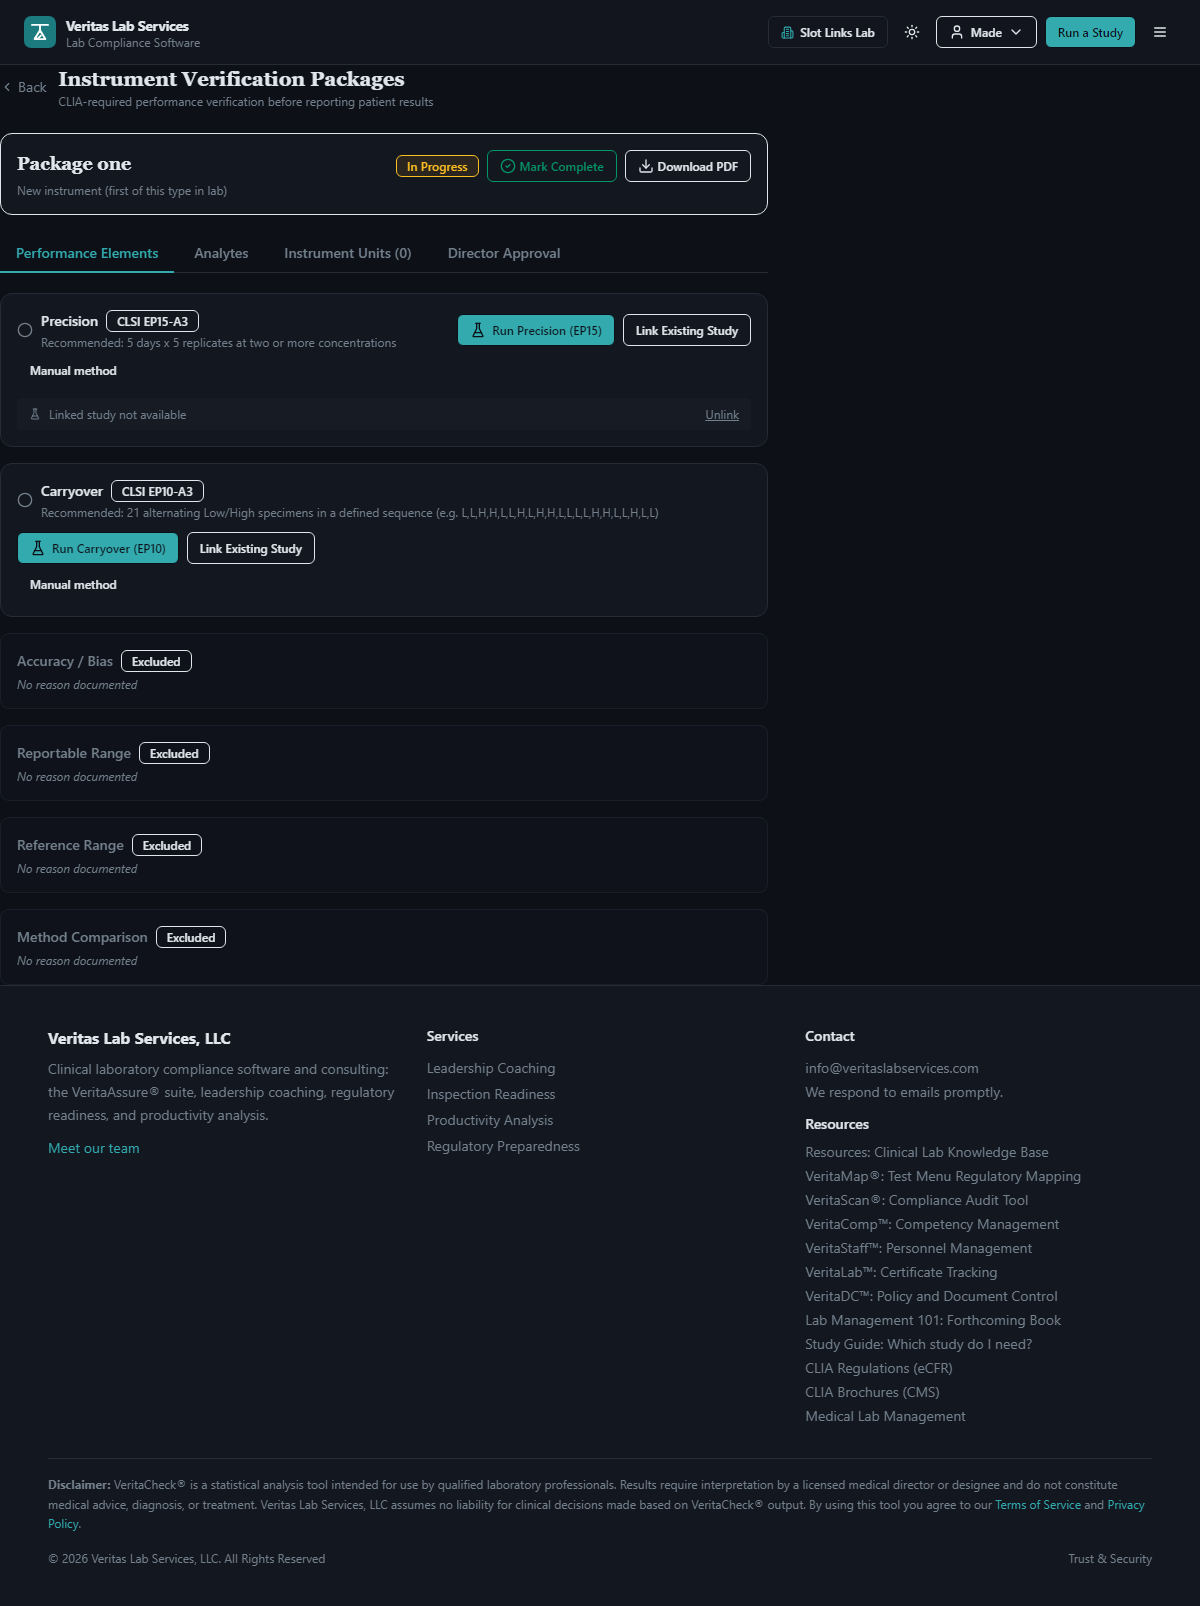 Veritas Lab Services
Lab Compliance Software
Slot Links Lab
Made
Run a Study
Back
Instrument Verification Packages
CLIA-required performance verification before reporting patient results
Package one
In Progress
Mark Complete
Download PDF
New instrument (first of this type in lab)
Performance Elements
Analytes
Instrument Units (0)
Director Approval
Precision
CLSI EP15-A3
Recommended: 5 days x 5 replicates at two or more concentrations
Run Precision (EP15)
Link Existing Study
Manual method
Linked study not available
Unlink
Carryover
CLSI EP10-A3
Recommended: 21 alternating Low/High specimens in a defined sequence (e.g. L,L,H,H,L,L,H,L,H,H,L,L,L,L,H,H,L,L,H,L,L)
Run Carryover (EP10)
Link Existing Study
Manual method
Accuracy / Bias
Excluded
No reason documented
Reportable Range
Excluded
No reason documented
Reference Range
Excluded
No reason documented
Method Comparison
Excluded
No reason documented
Veritas Lab Services, LLC
Clinical laboratory compliance software and consulting:
the VeritaAssure® suite, leadership coaching, regulatory
readiness, and productivity analysis.
Meet our team
Services
Leadership Coaching
Inspection Readiness
Productivity Analysis
Regulatory Preparedness
Contact
info@veritaslabservices.com
We respond to emails promptly.
Resources
Resources: Clinical Lab Knowledge Base
VeritaMap®: Test Menu Regulatory Mapping
VeritaScan®: Compliance Audit Tool
VeritaComp™: Competency Management
VeritaStaff™: Personnel Management
VeritaLab™: Certificate Tracking
VeritaDC™: Policy and Document Control
Lab Management 101: Forthcoming Book
Study Guide: Which study do I need?
CLIA Regulations (eCFR)
CLIA Brochures (CMS)
Medical Lab Management
Disclaimer: VeritaCheck® is a statistical analysis tool intended for use by qualified laboratory professionals. Results require interpretation by a licensed medical director or designee and do not constitute
medical advice, diagnosis, or treatment. Veritas Lab Services, LLC assumes no liability for clinical decisions made based on VeritaCheck® output. By using this tool you agree to our Terms of Service and Privacy
Policy.
© 2026 Veritas Lab Services, LLC. All Rights Reserved
Trust & Security